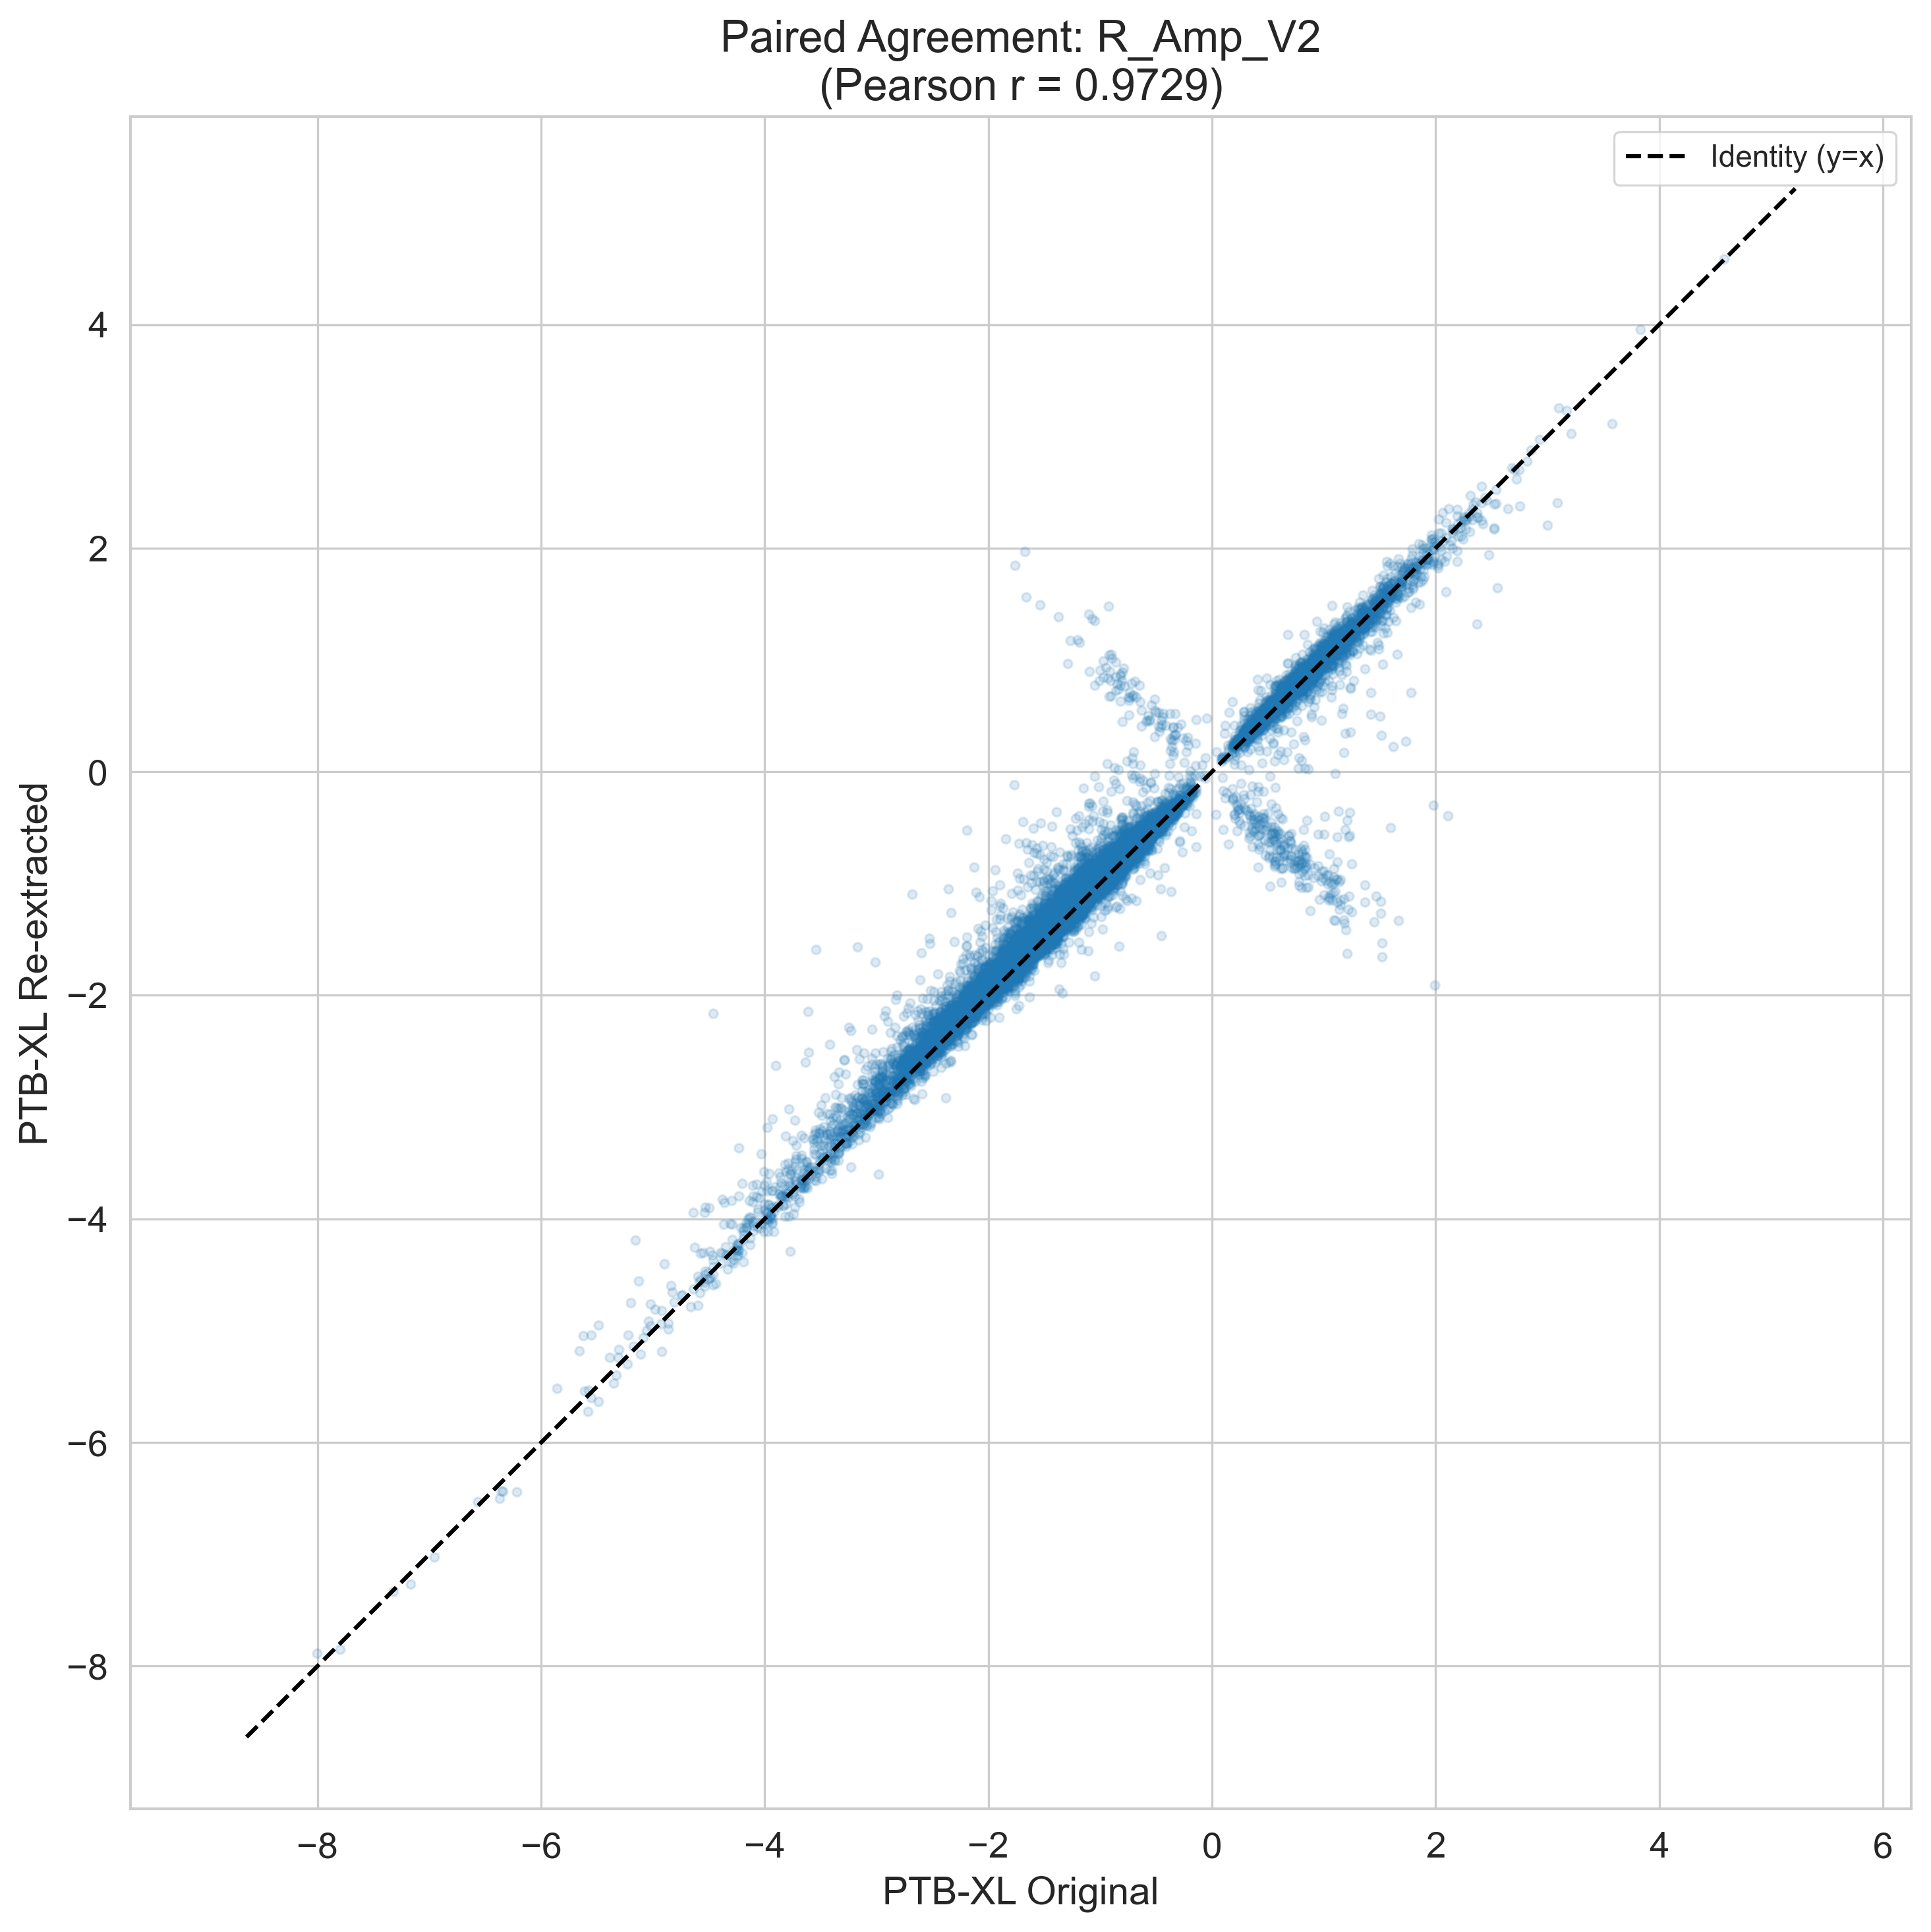 Paired Agreement: R_Amp_V2
(Pearson r = 0.9729)
Identity (y=x)
4
2
0
−2
−4
−6
−8
PTB-XL Re-extracted
−8 −6 −4 −2 0 2 4 6
PTB-XL Original